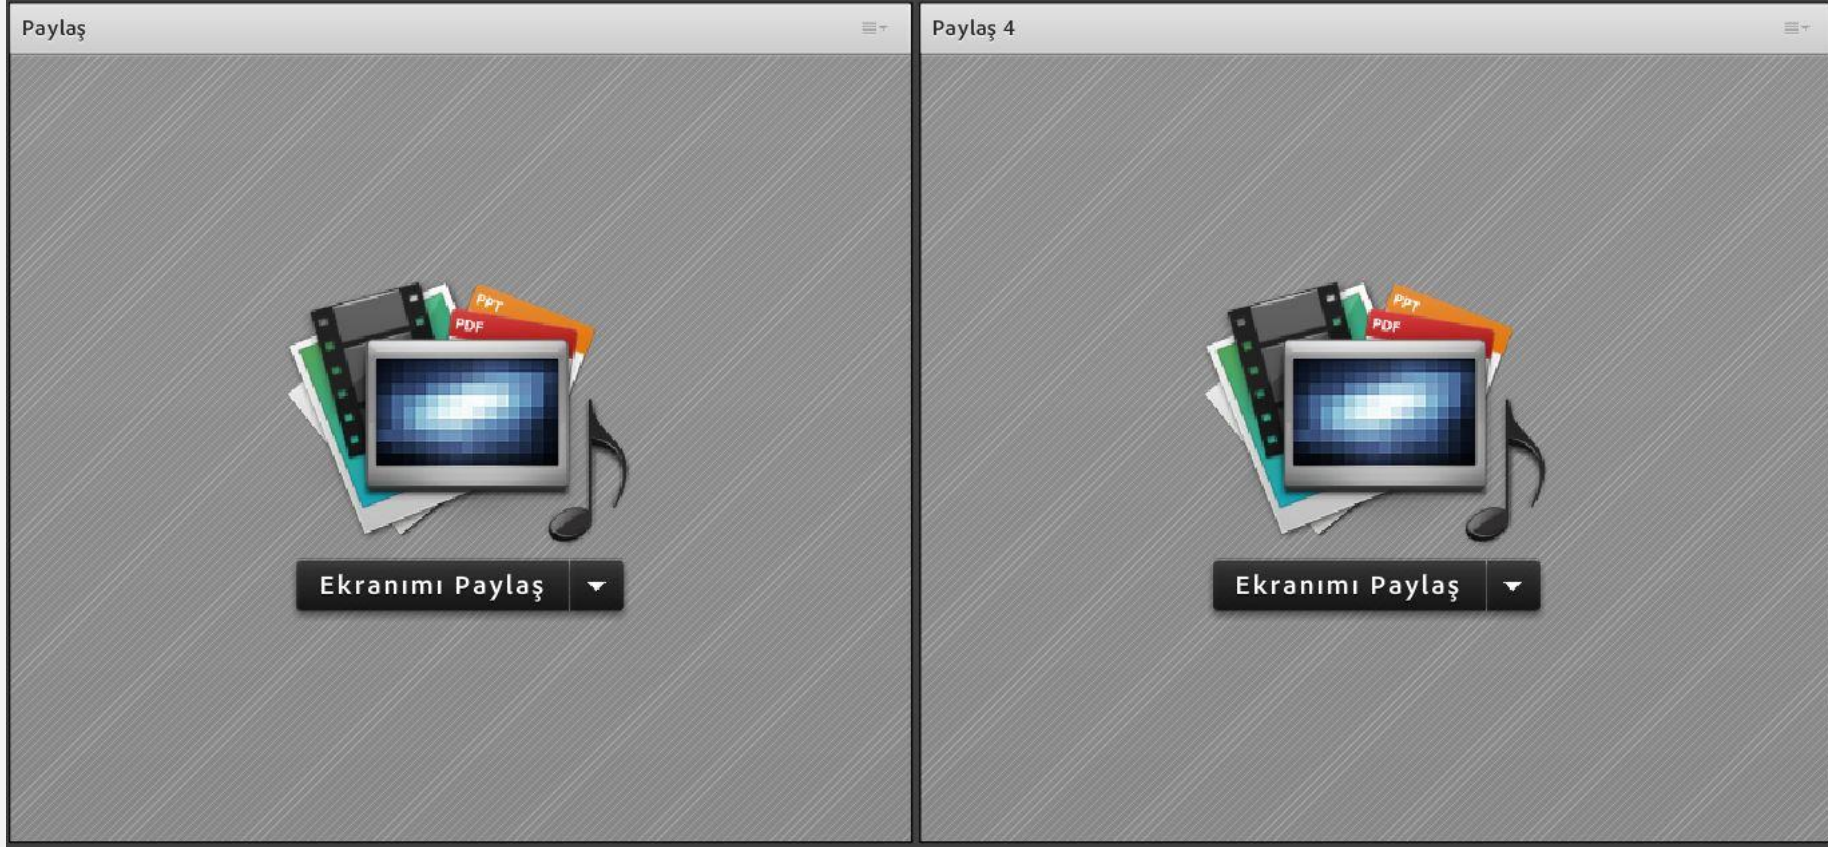 Paylaş
PPT
PDF
Ekranımı Paylaş
Paylaş 4
PPT
PDF
Ekranımı Paylaş